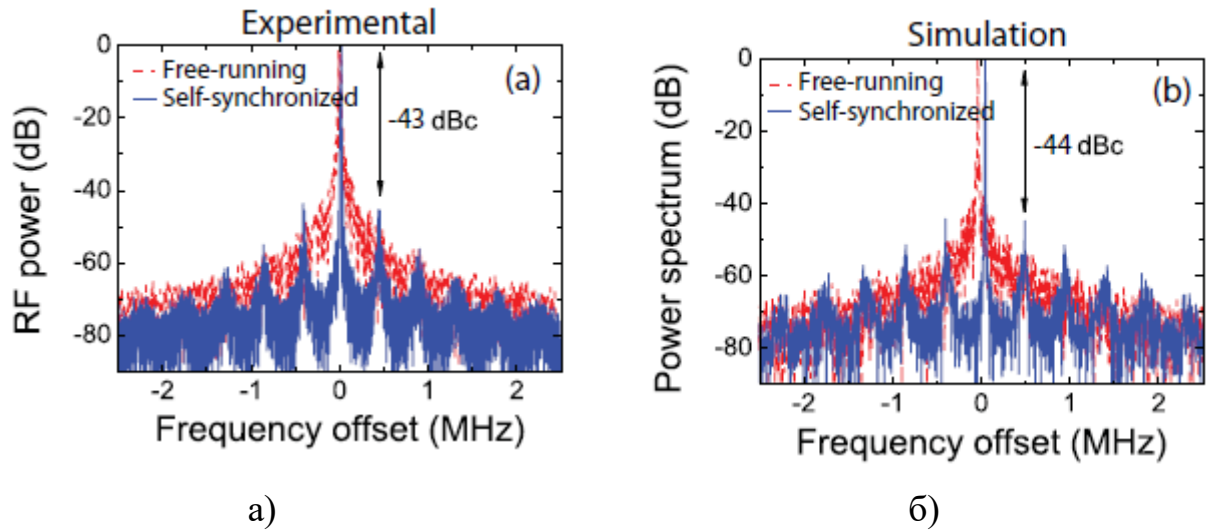 Experimental
RF power (dB)
0
-20
-40
-60
-80
Free-running
Self-synchronized
(a)
-43 dBc
-2
-1
0
1
2
Frequency offset (MHz)
a)
Simulation
Power spectrum (dB)
0
-20
-40
-60
-80
Free-running
Self-synchronized
(b)
-44 dBc
-2
-1
0
1
2
Frequency offset (MHz)
б)